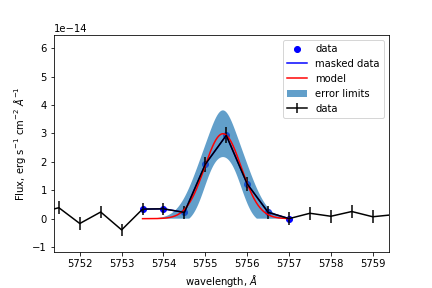 1e−14
data
masked data
model
error limits
data
6
5
4
3
2
1
0
−1
Flux, erg s⁻¹ cm⁻² Å⁻¹
5752 5753 5754 5755 5756 5757 5758 5759
wavelength, Å